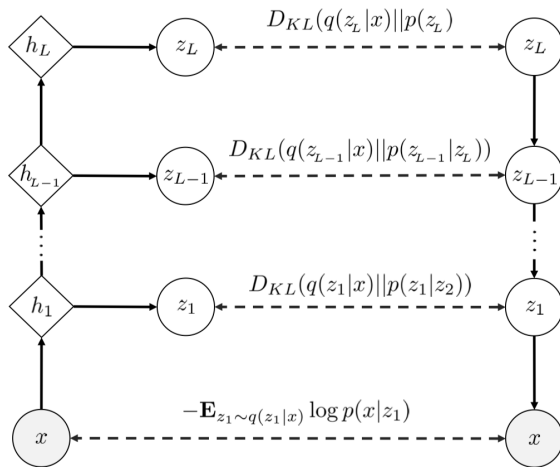 h_L z_L D_{KL}(q(z_L|x)||p(z_L) z_L
h_{L-1} z_{L-1} D_{KL}(q(z_{L-1}|x)||p(z_{L-1}|z_L)) z_{L-1}
h_1 z_1 D_{KL}(q(z_1|x)||p(z_1|z_2)) z_1
x -E_{z_1∼q(z_1|x)} log p(x|z_1) x